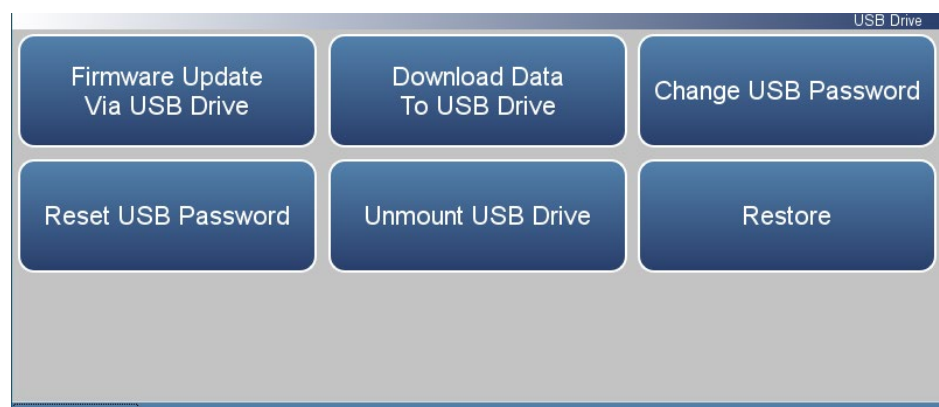 USB Drive
Firmware Update
Via USB Drive
Download Data
To USB Drive
Change USB Password
Reset USB Password
Unmount USB Drive
Restore